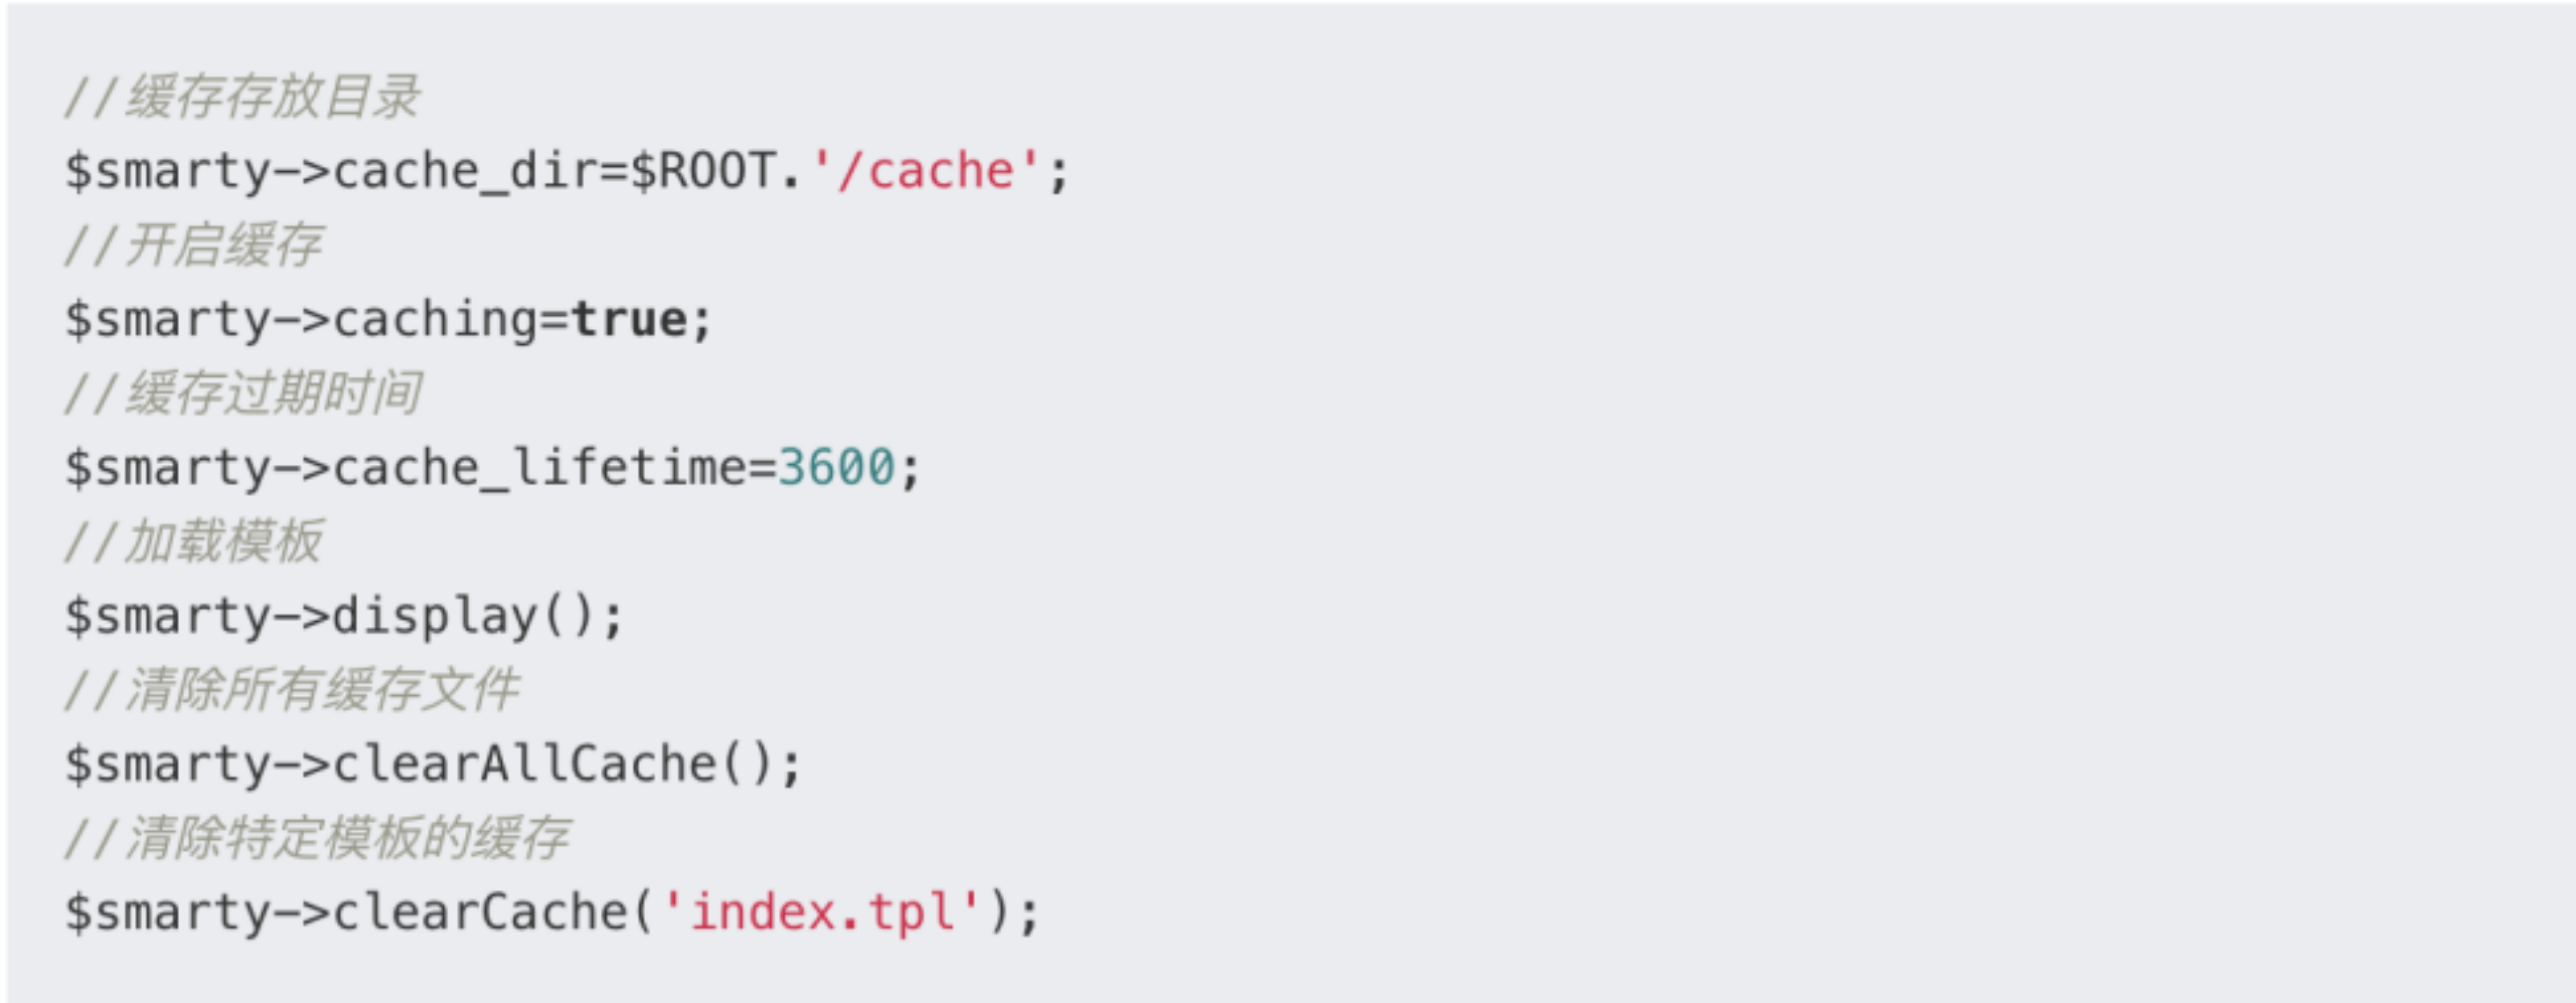 //缓存存放目录
$smarty->cache_dir=$ROOT.'/cache';
//开启缓存
$smarty->caching=true;
//缓存过期时间
$smarty->cache_lifetime=3600;
//加载模板
$smarty->display();
//清除所有缓存文件
$smarty->clearAllCache();
//清除特定模板的缓存
$smarty->clearCache('index.tpl');